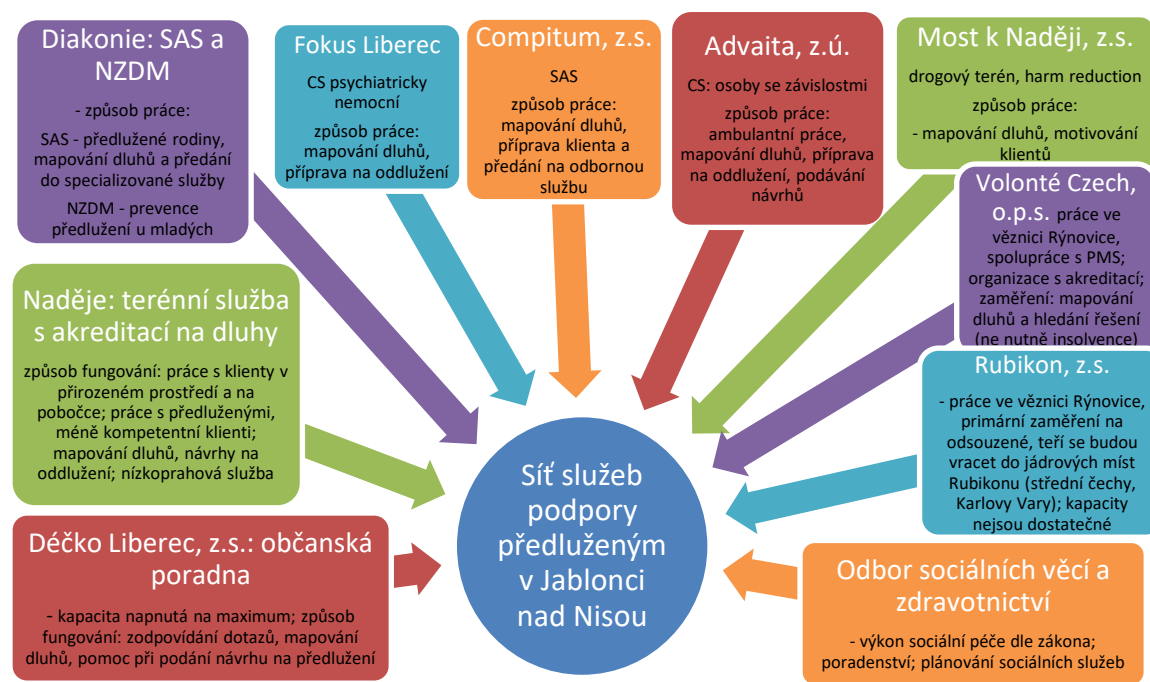 Diakonie: SAS a
NZDM
- způsob práce:
SAS - předlužené rodiny,
mapování dluhů a předání
do specializované služby
NZDM - prevence
předlužení u mladých
Fokus Liberec
CS psychiatricky
nemocní
způsob práce:
mapování dluhů,
příprava na oddlužení
Compitum, z.s.
SAS
způsob práce:
mapování dluhů,
příprava klienta a
předání na odbornou
službu
Advaita, z.ú.
CS: osoby se závislostmi
způsob práce:
ambulantní práce,
mapování dluhů, příprava
na oddlužení, podávání
návrhů
Most k Naději, z.s.
drogový terén, harm reduction
způsob práce:
- mapování dluhů, motivování
klientů
Volonté Czech,
o.p.s. práce ve
věznici Rýnovice,
spolupráce s PMS;
organizace s akreditací;
zaměření: mapování
dluhů a hledání řešení
(ne nutně insolvence)
Rubikon, z.s.
- práce ve věznici Rýnovice,
primární zaměření na
odsouzené, teří se budou
vracet do jádrových míst
Rubikonu (střední čechy,
Karlovy Vary); kapacity
nejsou dostatečné
Naděje: terénní služba
s akreditací na dluhy
způsob fungování: práce s klienty v
přirozeném prostředí a na
pobočce; práce s předluženými,
méně kompetentní klienti;
mapování dluhů, návrhy na
oddlužení; nízkoprahová služba
Déčko Liberec, z.s.: občanská
poradna
- kapacita napnutá na maximum; způsob
fungování: zodpovídání dotazů, mapování
dluhů, pomoc při podání návrhu na předlužení
Síť služeb
podpory
předluženým
v Jablonci
nad Nisou
Odbor sociálních věcí a
zdravotnictví
- výkon sociální péče dle zákona;
poradenství; plánování sociálních služeb